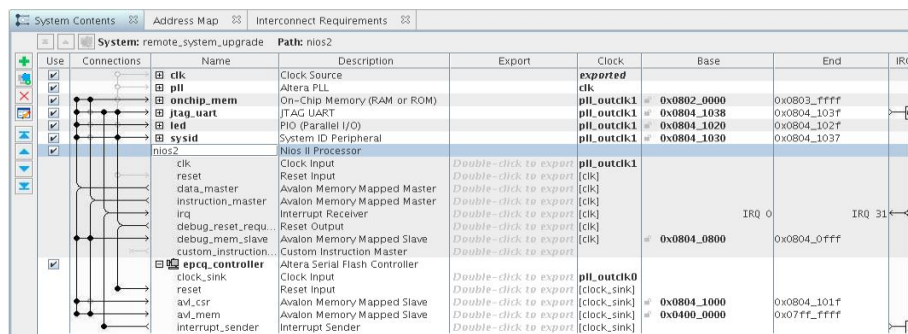 System Contents Address Map Interconnect Requirements
System: remote_system_upgrade Path: nios2
Use Connections Name Description Export Clock Base End IRQ
clk Clock Source exported
pll Altera PLL clk
onchip_mem On-Chip Memory (RAM or ROM) pll_outclk1 0x0802_0000 0x0803_ffff
jtag_uart JTAG UART pll_outclk1 0x0804_1038 0x0804_103f
led PIO (Parallel I/O) pll_outclk1 0x0804_1020 0x0804_102f
sysid System ID Peripheral pll_outclk1 0x0804_1030 0x0804_1037
nios2 Nios II Processor
clk Clock Input Double-click to export pll_outclk1
reset Reset Input Double-click to export [clk]
data_master Avalon Memory Mapped Master Double-click to export [clk]
instruction_master Avalon Memory Mapped Master Double-click to export [clk]
irq Interrupt Receiver Double-click to export [clk] IRQ 0 IRQ 31
debug_reset_requ... Reset Output Double-click to export [clk]
debug_mem_slave Avalon Memory Mapped Slave Double-click to export [clk] 0x0804_0800 0x0804_0fff
custom_instruction... Custom Instruction Master Double-click to export
epcq_controller Altera Serial Flash Controller
clock_sink Clock Input Double-click to export pll_outclk0
reset Reset Input Double-click to export [clock_sink]
avl_csr Avalon Memory Mapped Slave Double-click to export [clock_sink] 0x0804_1000 0x0804_101f
avl_mem Avalon Memory Mapped Slave Double-click to export [clock_sink] 0x0400_0000 0x07ff_ffff
interrupt_sender Interrupt Sender Double-click to export [clock_sink]